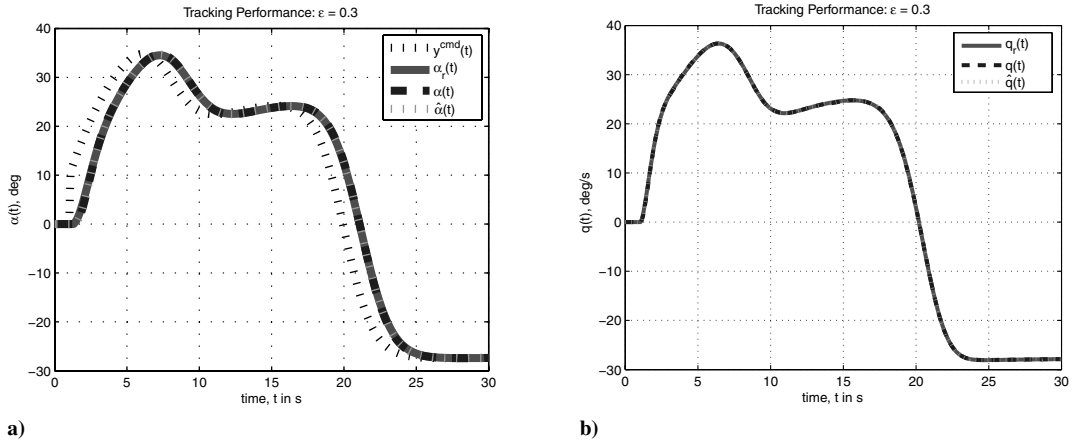 a)
Tracking Performance: ε = 0.3
40
30
20
10
0
−10
−20
−30
α(t), deg
0 5 10 15 20 25 30
time, t in s
y^cmd(t)
α_r(t)
α(t)
α̂(t)
b)
Tracking Performance: ε = 0.3
40
30
20
10
0
−10
−20
−30
q(t), deg/s
0 5 10 15 20 25 30
time, t in s
q_r(t)
q(t)
q̂(t)